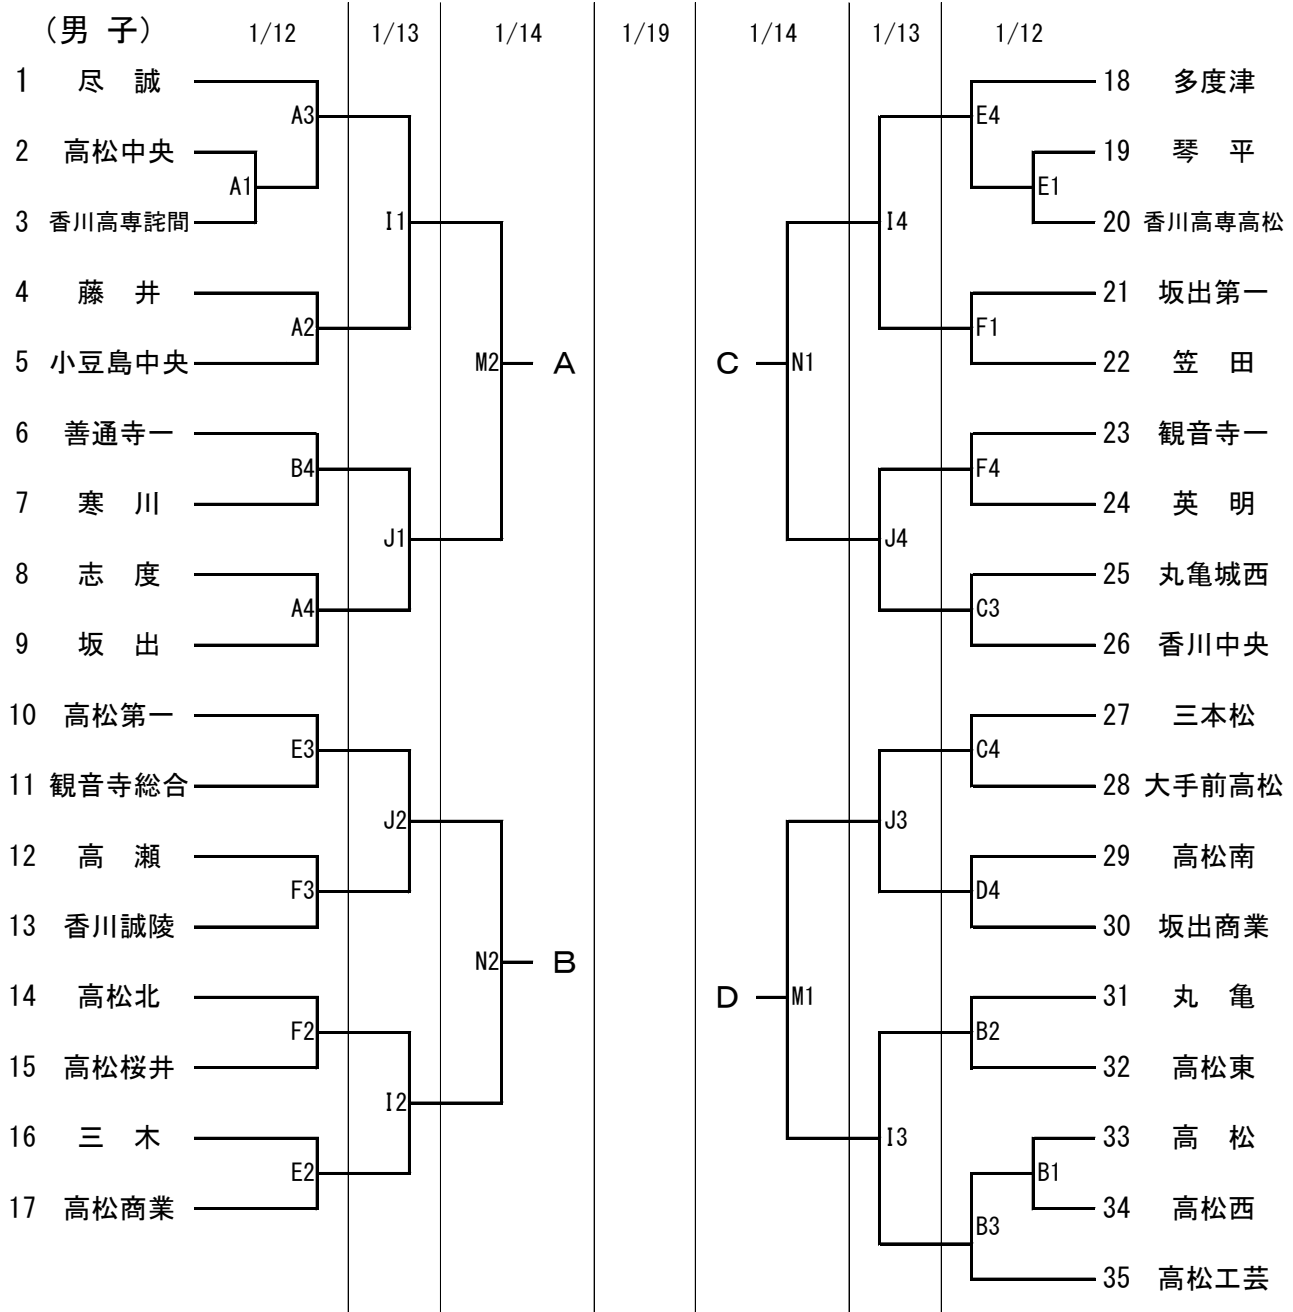 （男 子） 1/12 1/13 1/14 1/19 1/14 1/13 1/12
1 尽 誠 18 多度津
A3 E4
2 高松中央 19 琴 平
A1 E1
3 香川高専詫間 I1 I4 20 香川高専高松
4 藤 井 21 坂出第一
A2 F1
5 小豆島中央 M2 A C N1 22 笠 田
6 善通寺一 23 観音寺一
B4 F4
7 寒 川 24 英 明
J1 J4
8 志 度 25 丸亀城西
A4 C3
9 坂 出 26 香川中央
10 高松第一 27 三本松
E3 C4
11 観音寺総合 28 大手前高松
J2 J3
12 高 瀬 29 高松南
F3 D4
13 香川誠陵 30 坂出商業
N2 B
14 高松北 D M1 31 丸 亀
F2 B2
15 高松桜井 32 高松東
I2
16 三 木 I3 33 高 松
E2 B1
17 高松商業 34 高松西
B3
35 高松工芸